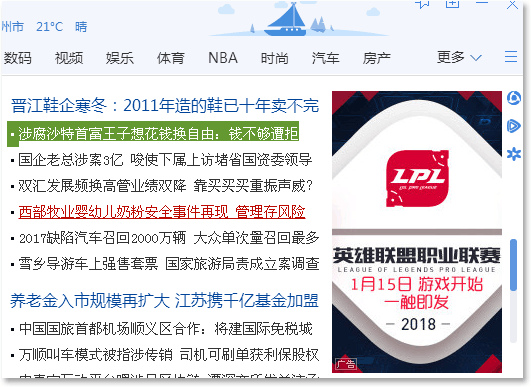 州市 21℃ 晴
数码 视频 娱乐 体育 NBA 时尚 汽车 房产 更多
晋江鞋企寒冬：2011年造的鞋已十年卖不完
涉腐沙特首富王子想花钱换自由：钱不够遭拒
国企老总涉案3亿 唆使下属上访堵省国资委领导
双汇发展频换高管业绩双降 靠买买买重振声威?
西部牧业婴幼儿奶粉安全事件再现 管理存风险
2017缺陷汽车召回2000万辆 大众单次量召回最多
雪乡导游车上强售套票 国家旅游局责成立案调查
养老金入市规模再扩大 江苏携千亿基金加盟
中国国旅首都机场顺义区合作：将建国际免税城
万顺叫车模式被指涉传销 司机可刷单获利保股权
LPL
LOL PRO LEAGUE
英雄联盟职业联赛
LEAGUE OF LEGENDS PRO LEAGUE
1月15日 游戏开始
一触即发
2018
广告